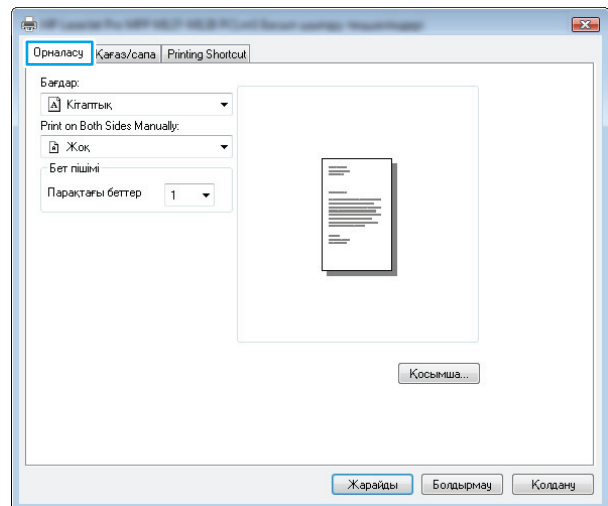 Орналасу Қағаз/сапа Printing Shortcut
Бағдар:
Кітаптық
Print on Both Sides Manually:
Жоқ
Бет пішімі
Парақтағы беттер 1
Қосымша...
Жарайды Болдырмау Қолдану